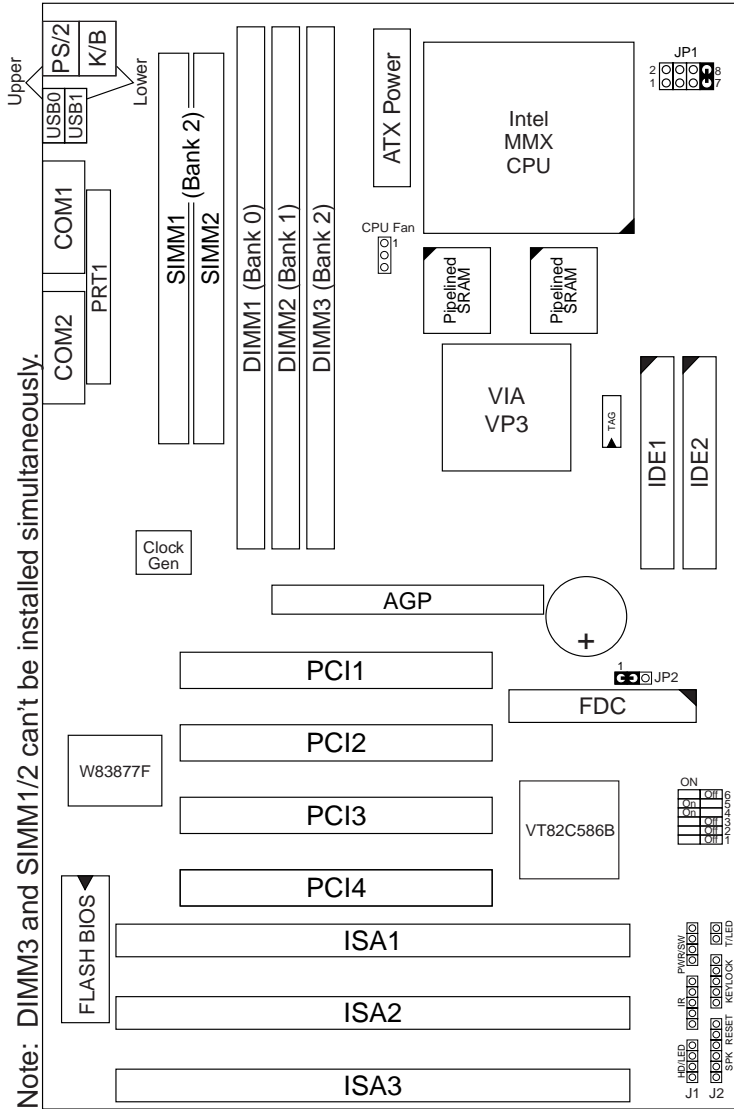 Upper
PS/2
K/B
USB0
USB1
Lower
COM1
COM2
PRT1
SIMM1
SIMM2
(Bank 2)
DIMM1 (Bank 0)
DIMM2 (Bank 1)
DIMM3 (Bank 2)
ATX Power
Intel
MMX
CPU
JP1
2
8
1
7
CPU Fan
1
Pipelined
SRAM
Pipelined
SRAM
VIA
VP3
TAG
IDE1
IDE2
Clock
Gen
AGP
+
1
JP2
FDC
PCI1
PCI2
PCI3
PCI4
W83877F
VT82C586B
ON
Off 6
On 5
On 4
Off 3
Off 2
Off 1
FLASH BIOS
ISA1
ISA2
ISA3
PWR/SW
T/LED
IR
KEYLOCK
RESET
HD/LED
SPK
J1
J2
Note: DIMM3 and SIMM1/2 can't be installed simultaneously.